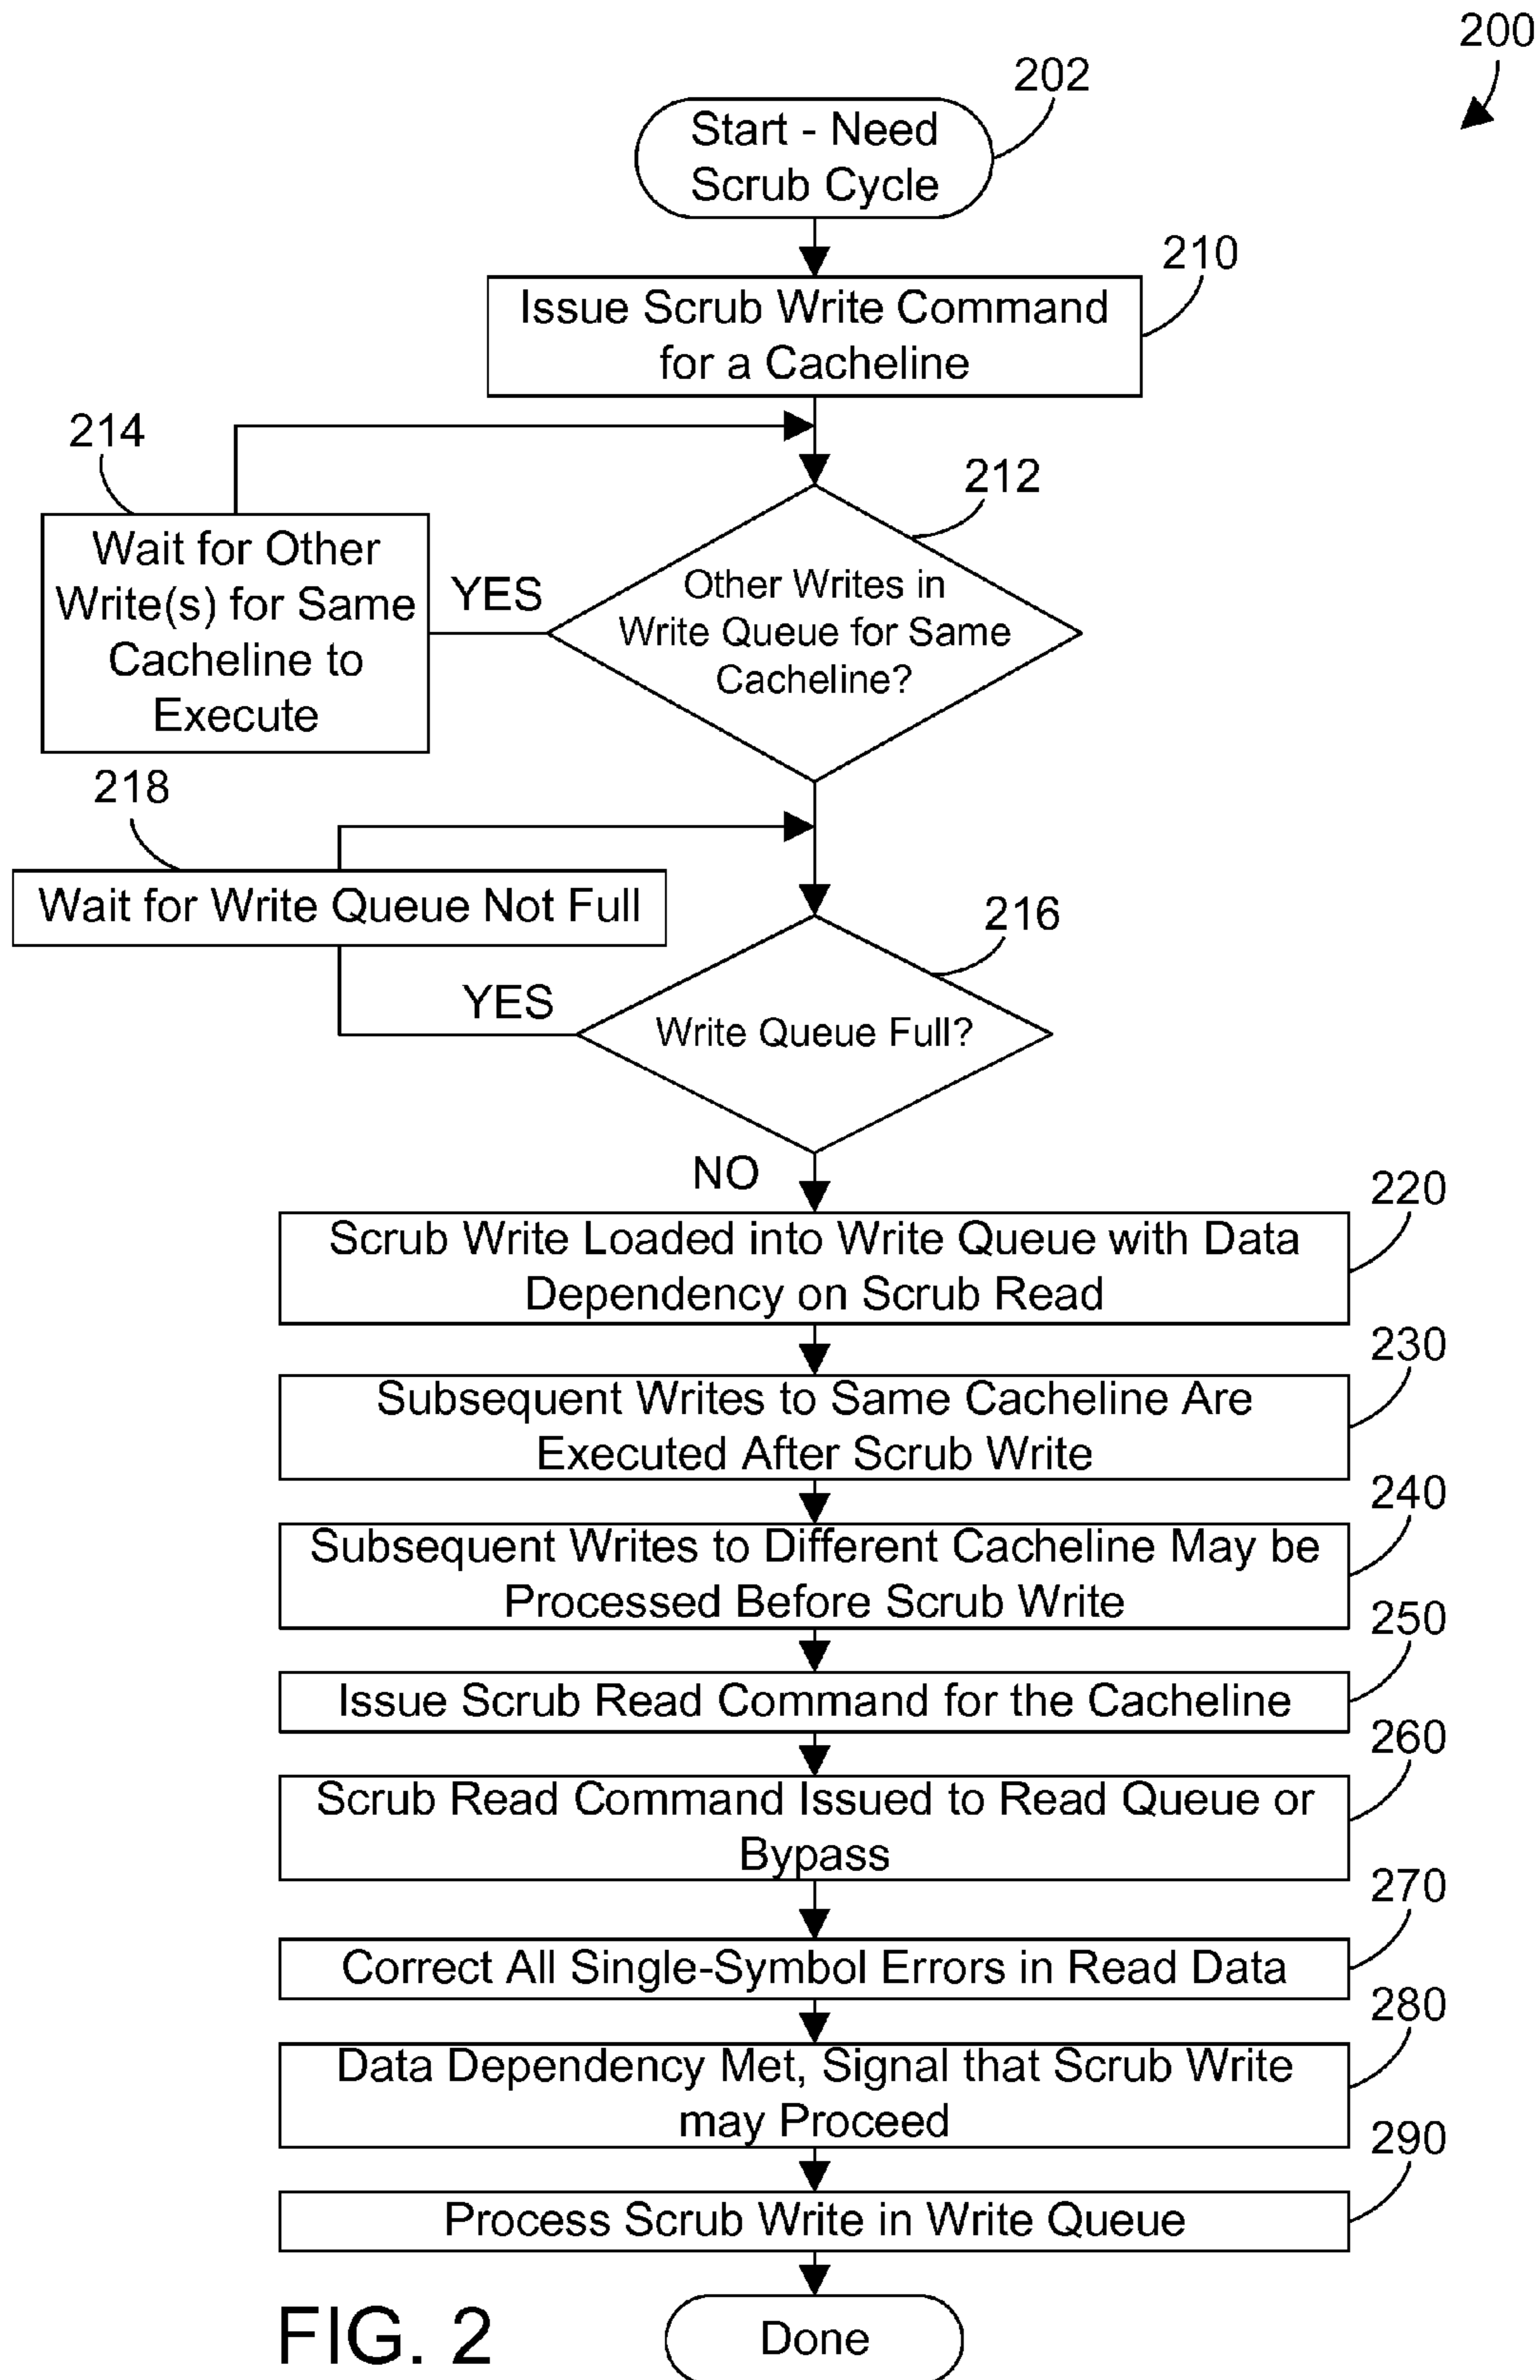 200
202
Start - Need
Scrub Cycle
210
Issue Scrub Write Command
for a Cacheline
214
212
Wait for Other
Write(s) for Same
Cacheline to
Execute
YES
Other Writes in
Write Queue for Same
Cacheline?
218
Wait for Write Queue Not Full
216
YES
Write Queue Full?
NO
220
Scrub Write Loaded into Write Queue with Data
Dependency on Scrub Read
230
Subsequent Writes to Same Cacheline Are
Executed After Scrub Write
240
Subsequent Writes to Different Cacheline May be
Processed Before Scrub Write
250
Issue Scrub Read Command for the Cacheline
260
Scrub Read Command Issued to Read Queue or
Bypass
270
Correct All Single-Symbol Errors in Read Data
280
Data Dependency Met, Signal that Scrub Write
may Proceed
290
Process Scrub Write in Write Queue
FIG. 2
Done